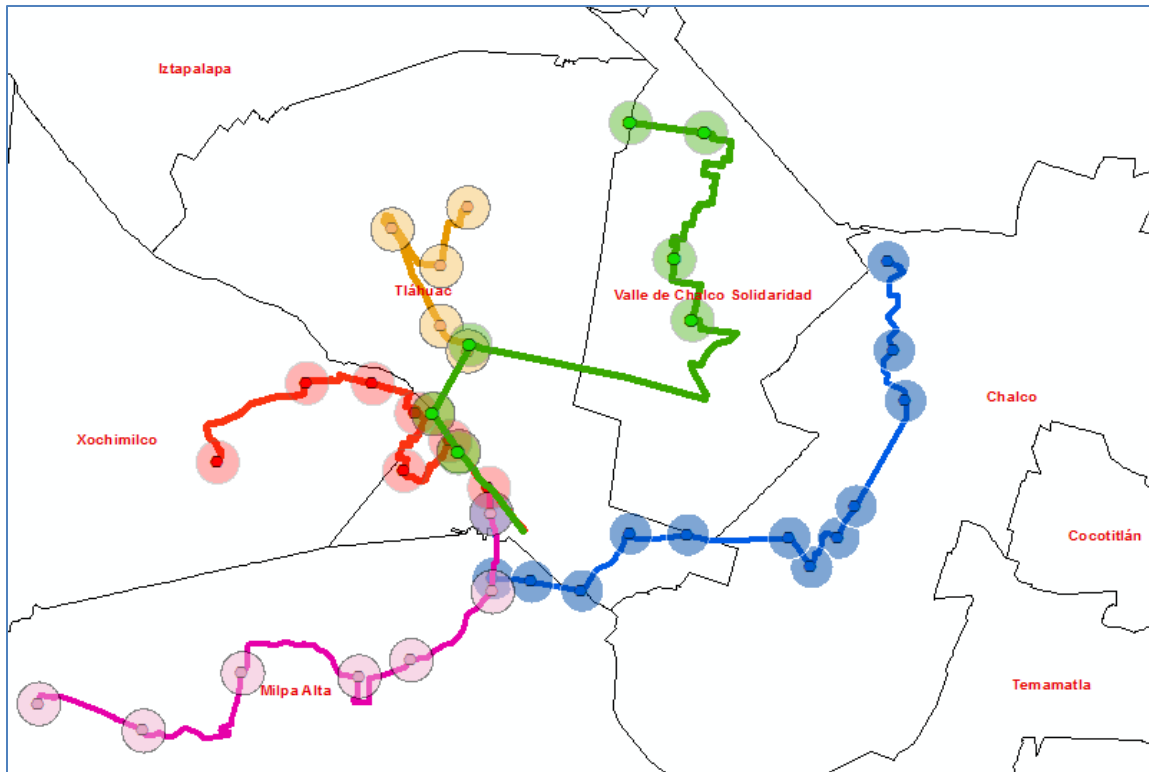 Iztapalapa
Tláhuac
Valle de Chalco Solidaridad
Chalco
Xochimilco
Cocotitlán
Milpa Alta
Temamatla